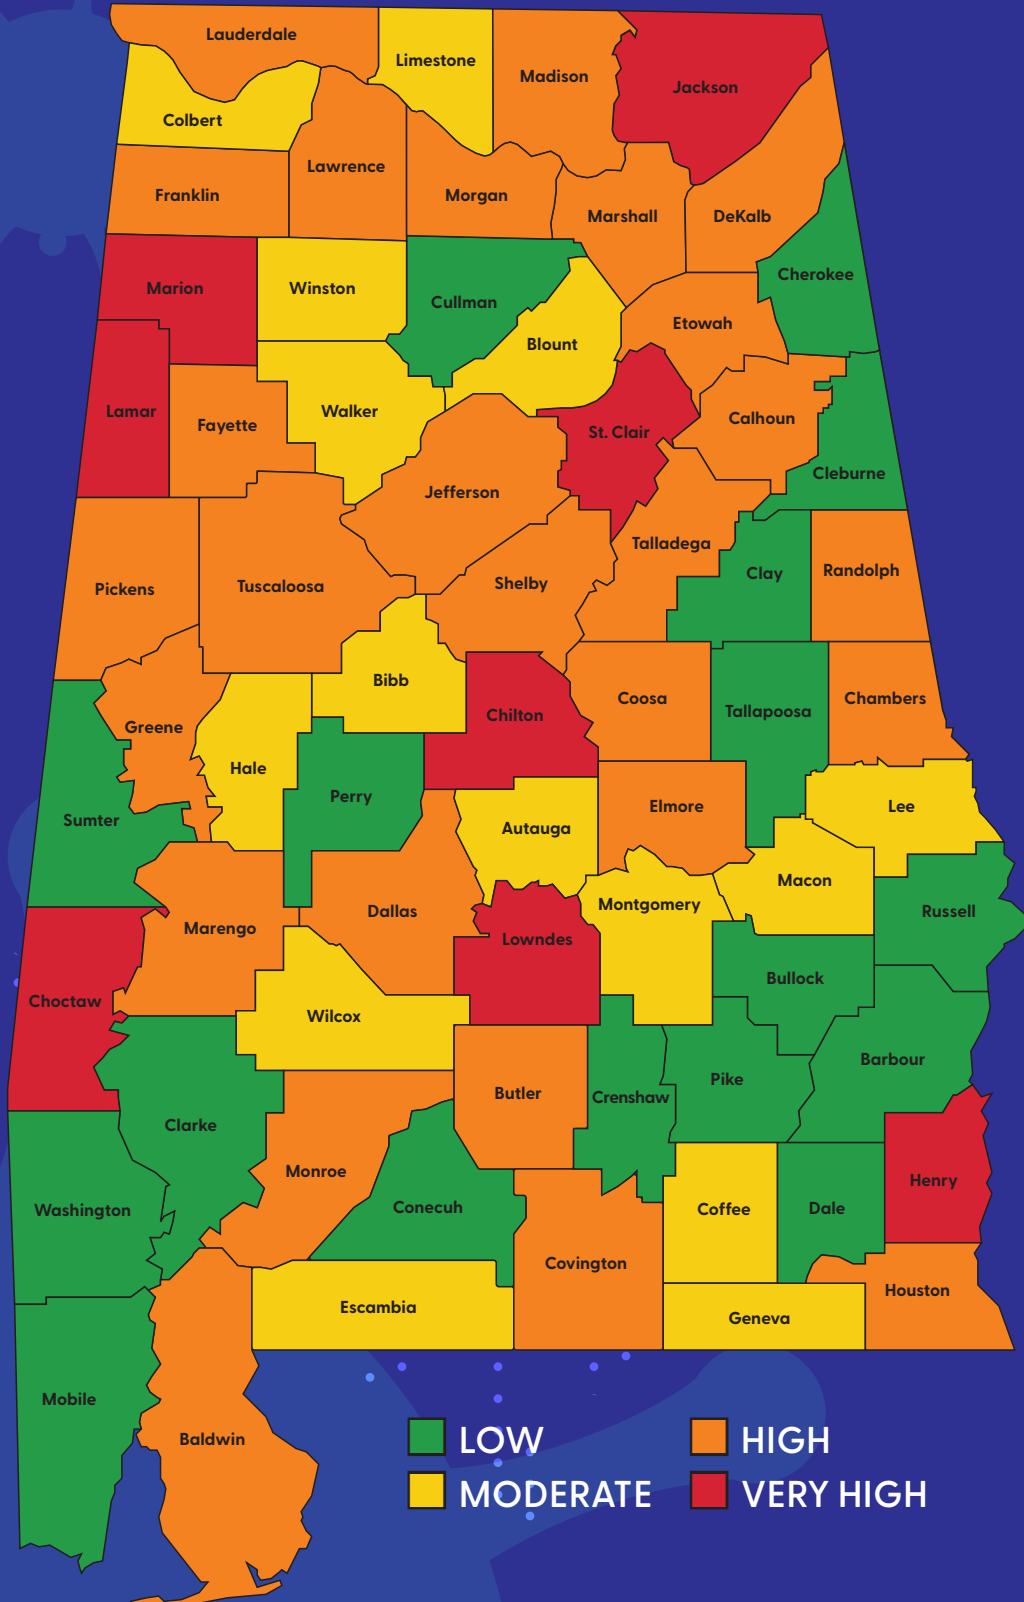 Lauderdale
Limestone
Madison
Jackson
Colbert
Lawrence
Franklin
Morgan
Marshall
DeKalb
Cherokee
Marion
Winston
Cullman
Etowah
Blount
Lamar
Walker
Fayette
St. Clair
Calhoun
Cleburne
Jefferson
Talladega
Pickens
Tuscaloosa
Shelby
Clay
Randolph
Bibb
Coosa
Chambers
Tallapoosa
Chilton
Greene
Hale
Perry
Elmore
Lee
Sumter
Autauga
Macon
Dallas
Montgomery
Russell
Marengo
Lowndes
Bullock
Choctaw
Wilcox
Barbour
Pike
Butler
Crenshaw
Clarke
Monroe
Henry
Washington
Conecuh
Coffee
Dale
Covington
Houston
Escambia
Geneva
Mobile
Baldwin
LOW
HIGH
MODERATE
VERY HIGH